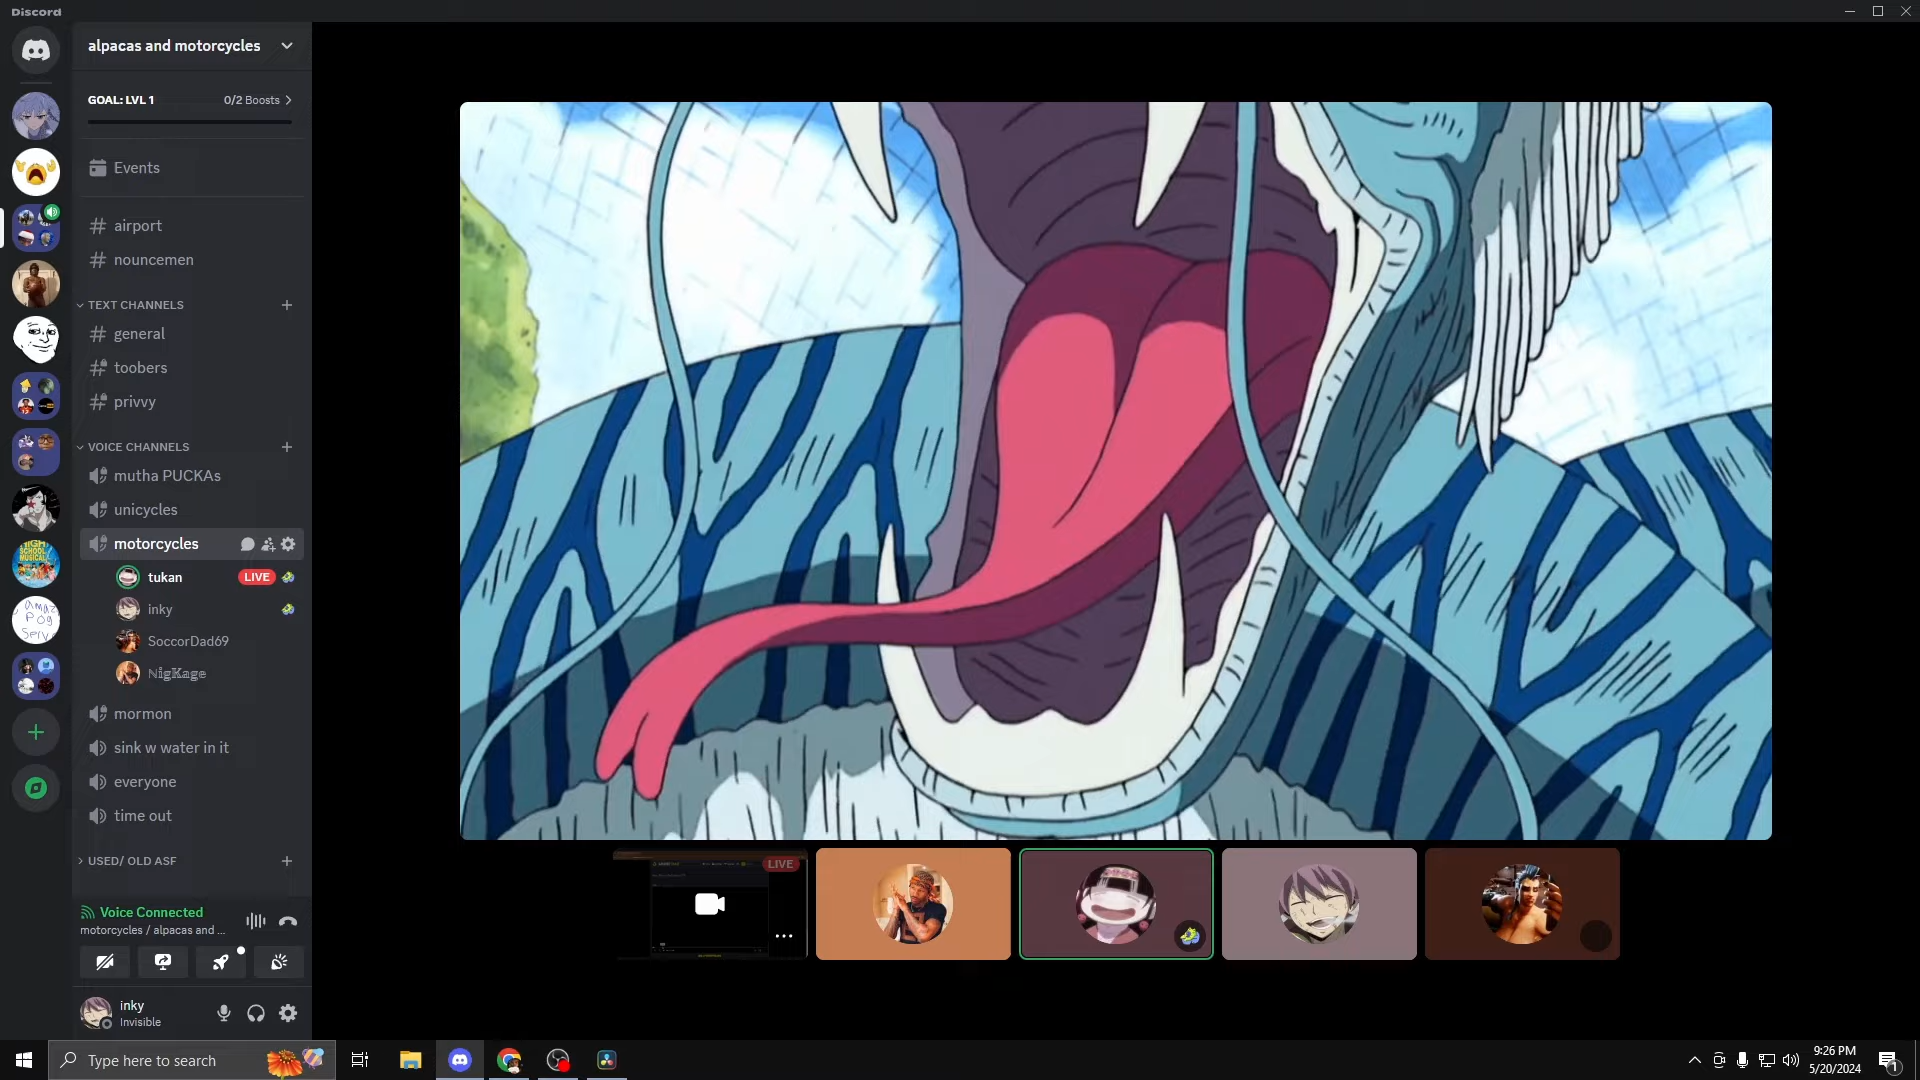 Discord
alpacas and motorcycles
GOAL: LVL 1
0/2 Boosts
Events
airport
nouncemen
TEXT CHANNELS
general
toobers
privvy
VOICE CHANNELS
mutha PUCKAs
unicycles
motorcycles
tukan
LIVE
inky
SoccorDad69
ℕ𝕚𝕘𝕂𝕒𝕘𝕖
mormon
sink w water in it
everyone
time out
USED/ OLD ASF
LIVE
Voice Connected
motorcycles / alpacas and ...
inky
Invisible
Type here to search
9:26 PM
5/20/2024
1